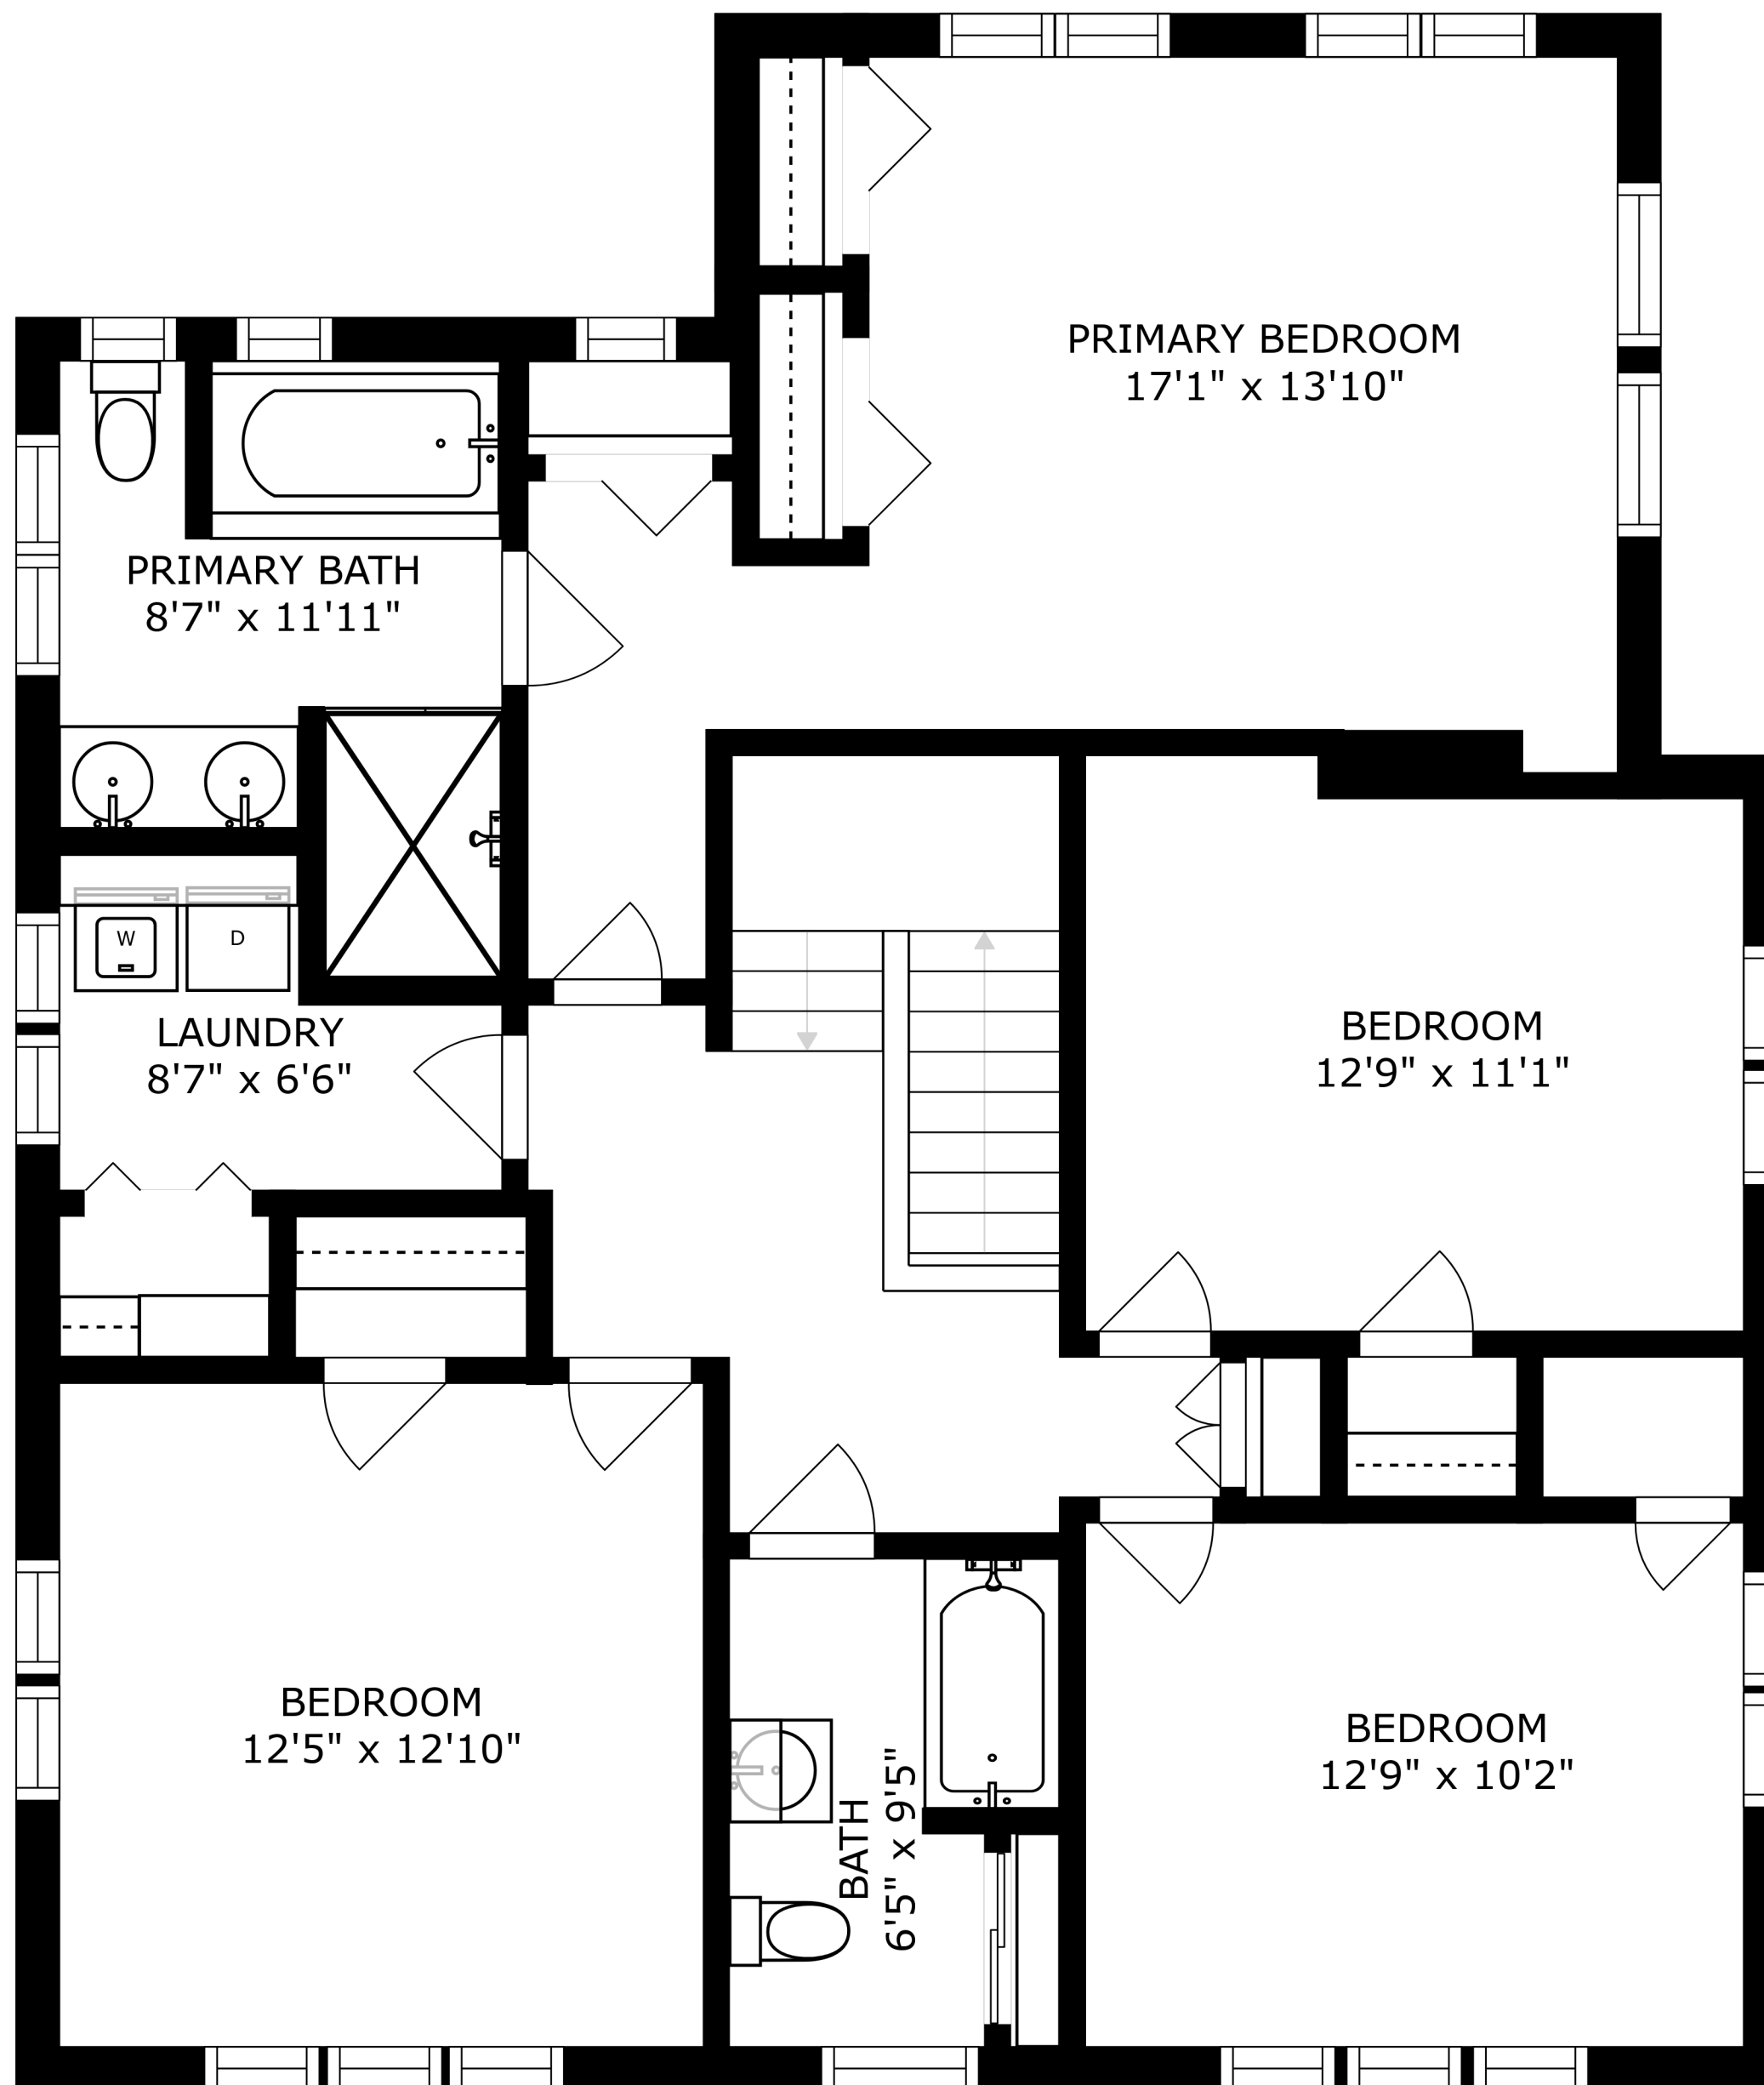 PRIMARY BEDROOM
17'1" x 13'10"
PRIMARY BATH
8'7" x 11'11"
W
D
LAUNDRY
8'7" x 6'6"
BEDROOM
12'9" x 11'1"
BEDROOM
12'5" x 12'10"
BATH
6'5" x 9'5"
BEDROOM
12'9" x 10'2"